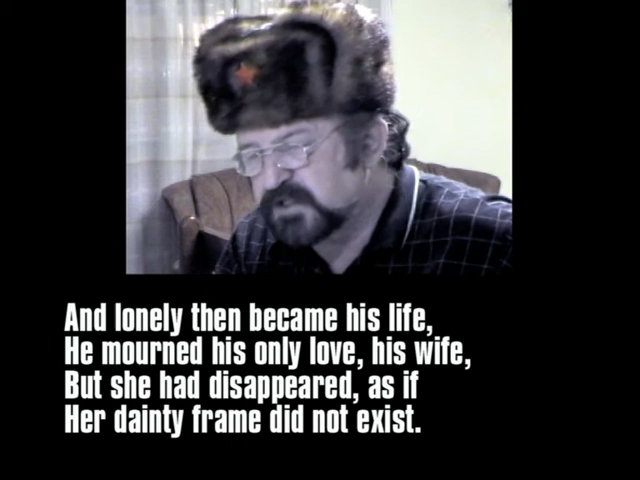 And lonely then became his life,
He mourned his only love, his wife,
But she had disappeared, as if
Her dainty frame did not exist.